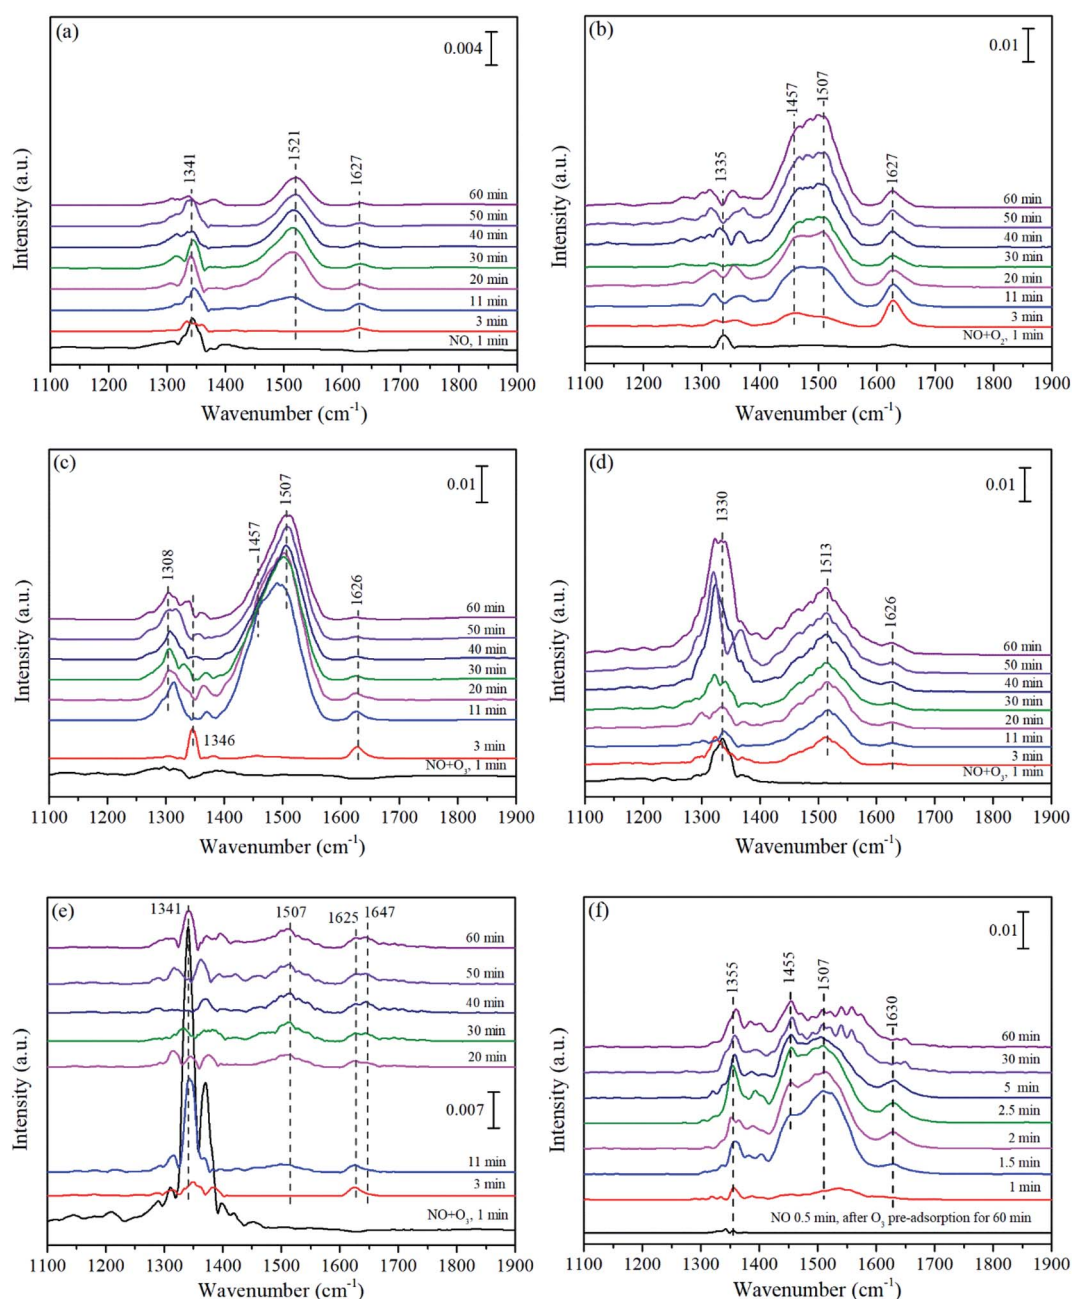 (a)
0.004
1341
1521
1627
60 min
50 min
40 min
30 min
20 min
11 min
3 min
NO, 1 min
Intensity (a.u.)
1100 1200 1300 1400 1500 1600 1700 1800 1900
Wavenumber (cm⁻¹)
(b)
0.01
1335
1457
1507
1627
60 min
50 min
40 min
30 min
20 min
11 min
3 min
NO+O₂, 1 min
Intensity (a.u.)
1100 1200 1300 1400 1500 1600 1700 1800 1900
Wavenumber (cm⁻¹)
(c)
0.01
1308
1457
1507
1626
1346
60 min
50 min
40 min
30 min
20 min
11 min
3 min
NO+O₃, 1 min
Intensity (a.u.)
1100 1200 1300 1400 1500 1600 1700 1800 1900
Wavenumber (cm⁻¹)
(d)
0.01
1330
1513
1626
60 min
50 min
40 min
30 min
20 min
11 min
3 min
NO+O₃, 1 min
Intensity (a.u.)
1100 1200 1300 1400 1500 1600 1700 1800 1900
Wavenumber (cm⁻¹)
(e)
1341 1507 1625 1647
60 min
50 min
40 min
30 min
20 min
0.007
11 min
3 min
NO+O₃, 1 min
Intensity (a.u.)
1100 1200 1300 1400 1500 1600 1700 1800 1900
Wavenumber (cm⁻¹)
(f)
0.01
1355
1455
1507
1630
60 min
30 min
5 min
2.5 min
2 min
1.5 min
1 min
NO 0.5 min, after O₃ pre-adsorption for 60 min
Intensity (a.u.)
1100 1200 1300 1400 1500 1600 1700 1800 1900
Wavenumber (cm⁻¹)